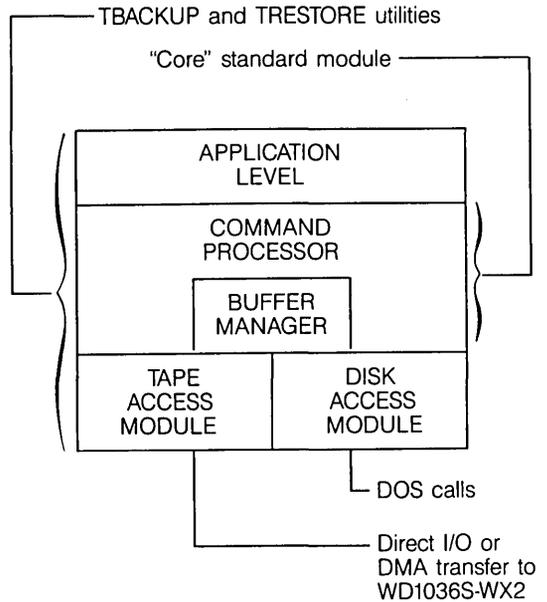 TBACKUP and TRESTORE utilities
“Core” standard module
APPLICATION
LEVEL
COMMAND
PROCESSOR
BUFFER
MANAGER
TAPE
ACCESS
MODULE
DISK
ACCESS
MODULE
DOS calls
Direct I/O or
DMA transfer to
WD1036S-WX2